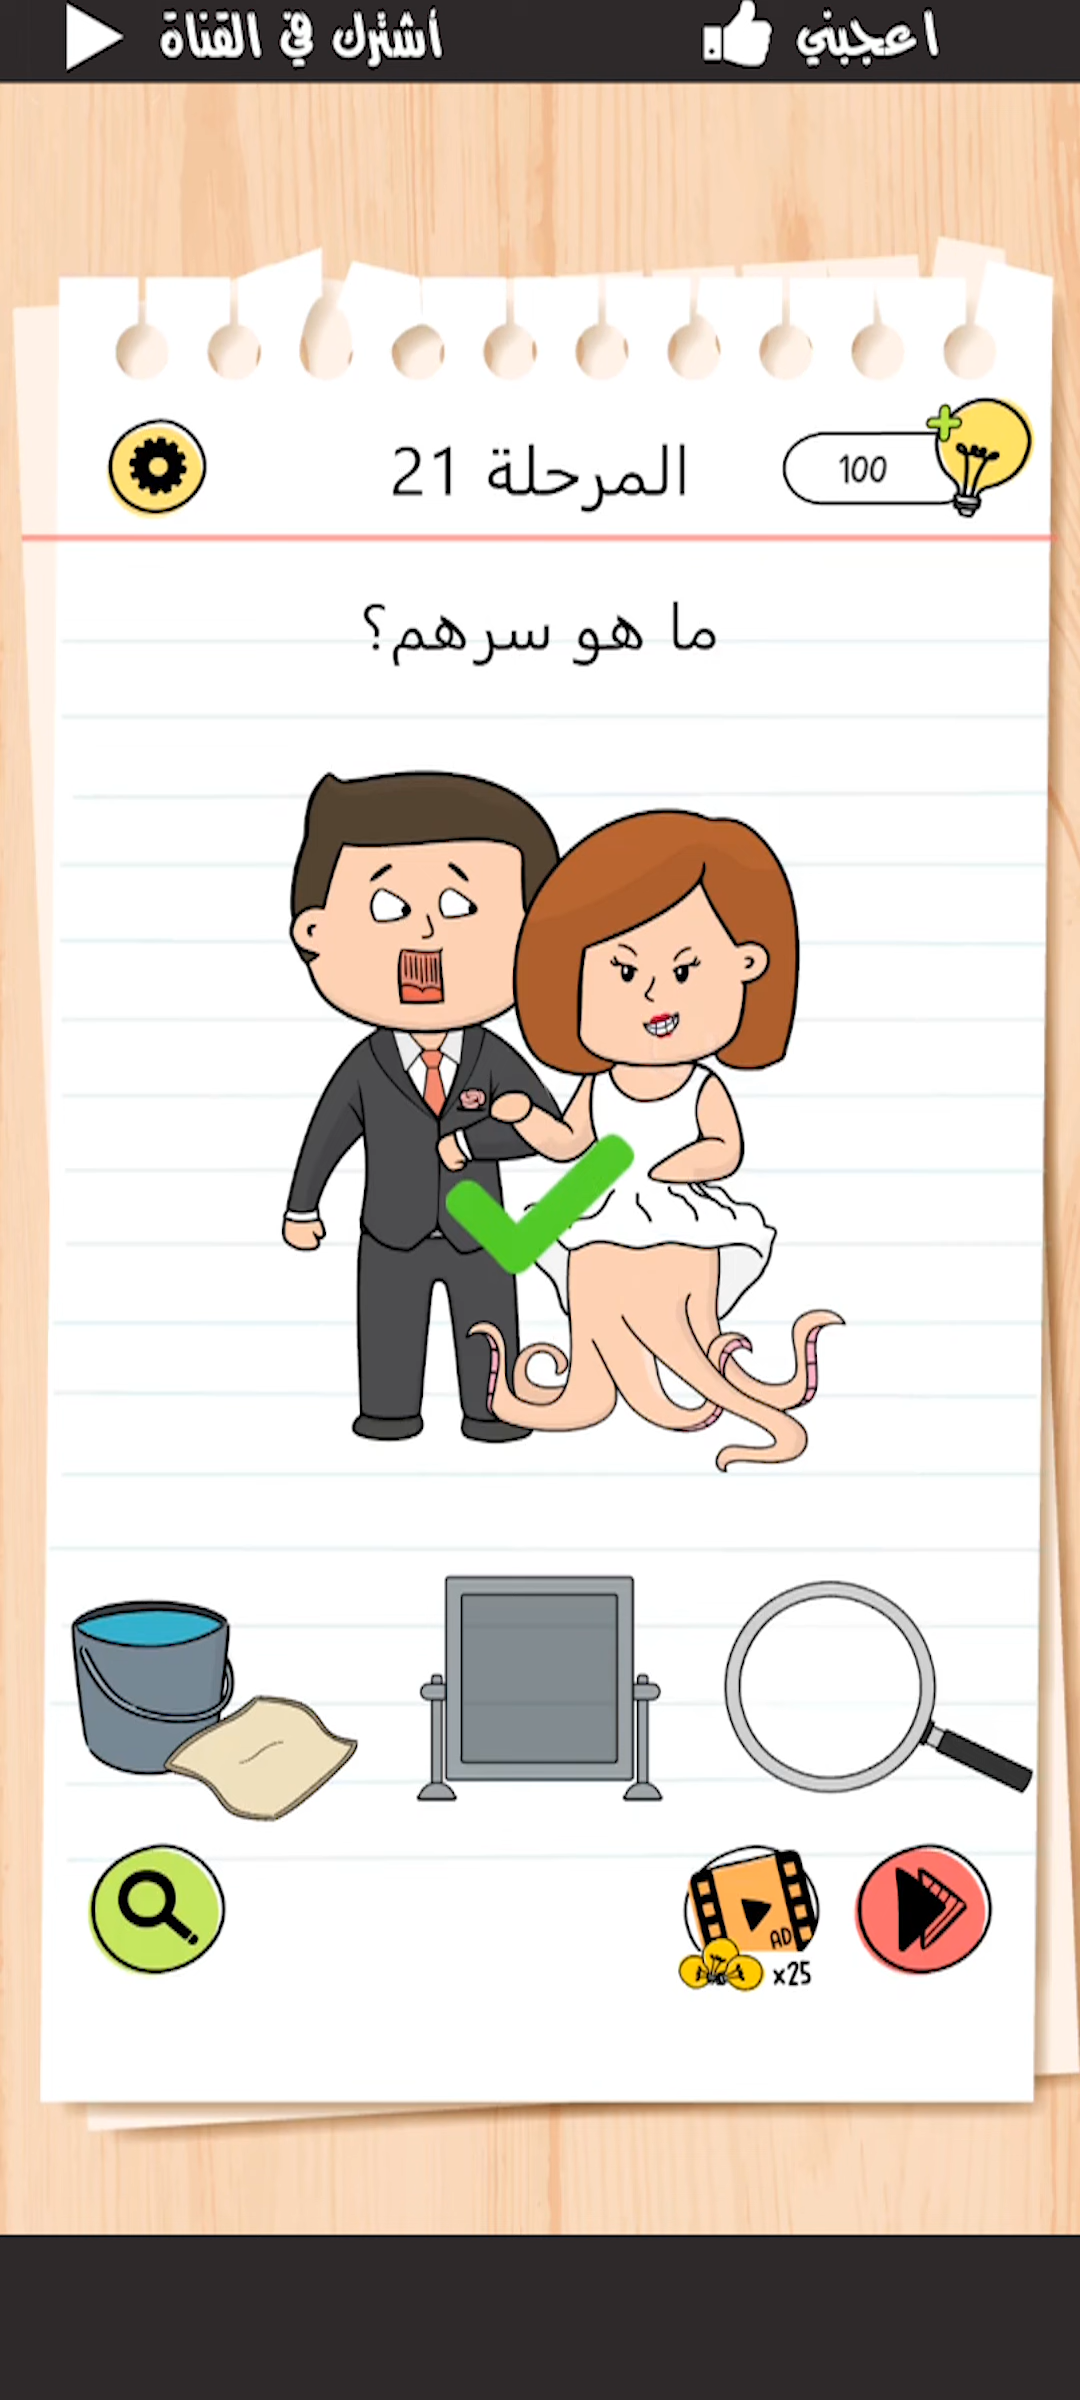 أشترك في القناة
اعجبني
المرحلة 21
100
ما هو سرهم؟
AD
x25